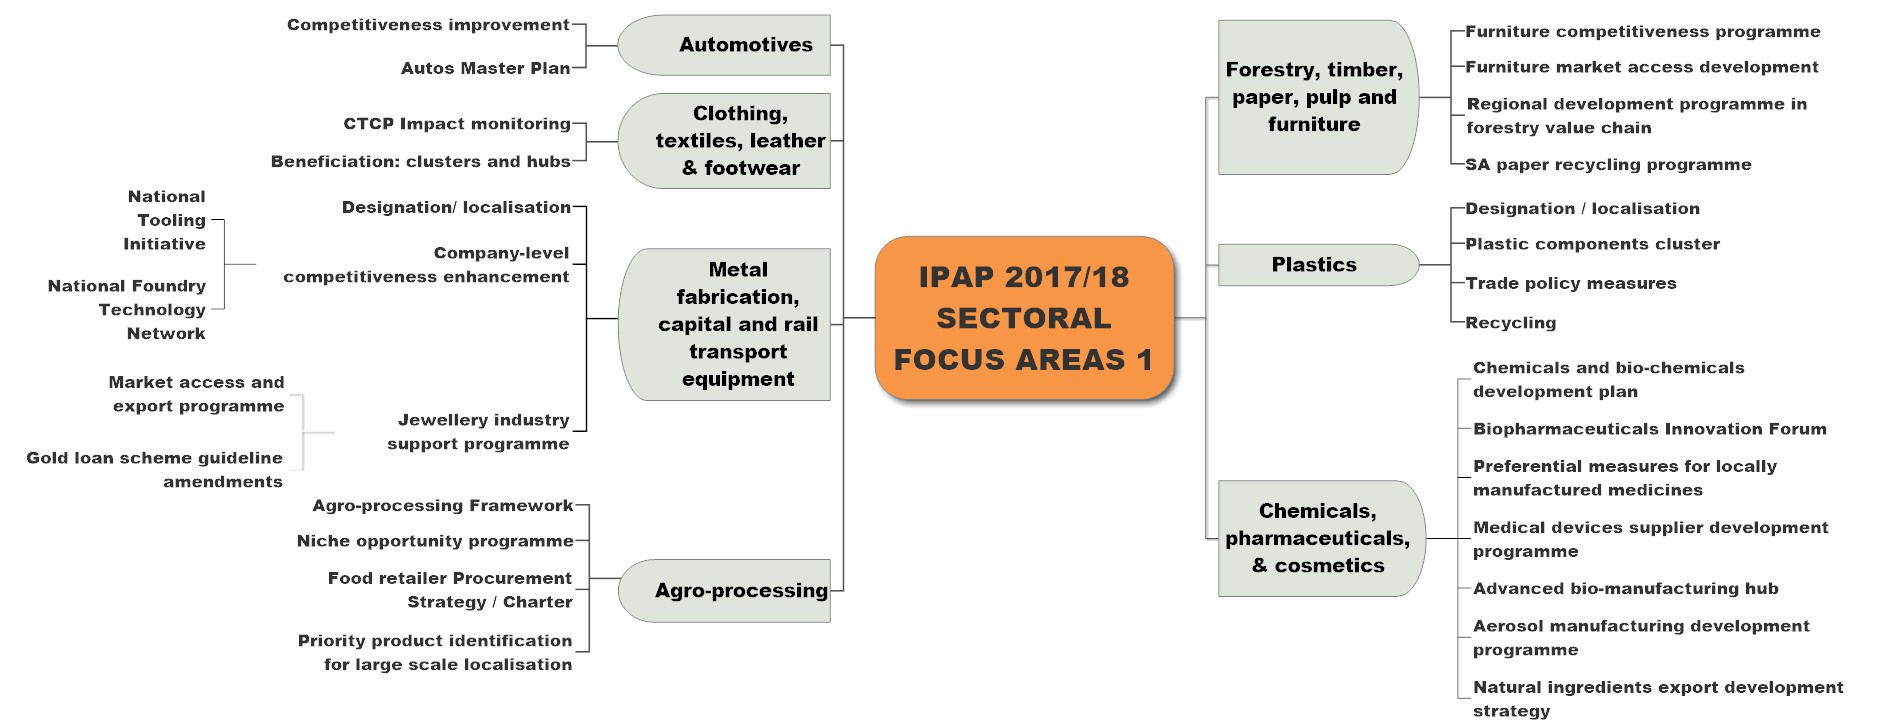 Competitiveness improvement
Autos Master Plan
Automotives
CTCP Impact monitoring
Beneficiation: clusters and hubs
Clothing,
textiles, leather
& footwear
Designation/ localisation
Company-level
competitiveness enhancement
National
Tooling
Initiative
National Foundry
Technology
Network
Jewellery industry
support programme
Market access and
export programme
Gold loan scheme guideline
amendments
Metal
fabrication,
capital and rail
transport
equipment
Agro-processing Framework
Niche opportunity programme
Food retailer Procurement
Strategy / Charter
Priority product identification
for large scale localisation
Agro-processing
IPAP 2017/18
SECTORAL
FOCUS AREAS 1
Forestry, timber,
paper, pulp and
furniture
Furniture competitiveness programme
Furniture market access development
Regional development programme in
forestry value chain
SA paper recycling programme
Plastics
Designation / localisation
Plastic components cluster
Trade policy measures
Recycling
Chemicals,
pharmaceuticals,
& cosmetics
Chemicals and bio-chemicals
development plan
Biopharmaceuticals Innovation Forum
Preferential measures for locally
manufactured medicines
Medical devices supplier development
programme
Advanced bio-manufacturing hub
Aerosol manufacturing development
programme
Natural ingredients export development
strategy